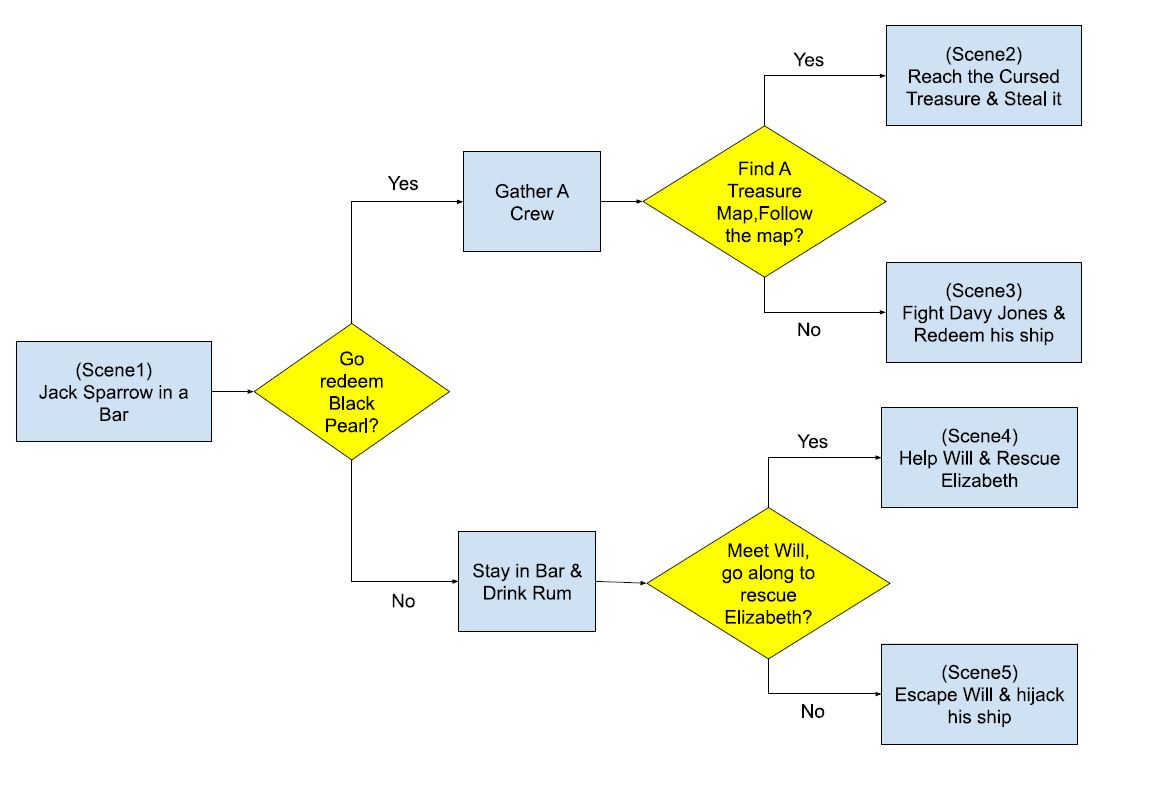 (Scene1)
Jack Sparrow in a
Bar
Go
redeem
Black
Pearl?
Yes
No
Gather A
Crew
Find A
Treasure
Map,Follow
the map?
Yes
(Scene2)
Reach the Cursed
Treasure & Steal it
No
(Scene3)
Fight Davy Jones &
Redeem his ship
Stay in Bar &
Drink Rum
Meet Will,
go along to
rescue
Elizabeth?
Yes
(Scene4)
Help Will & Rescue
Elizabeth
No
(Scene5)
Escape Will & hijack
his ship